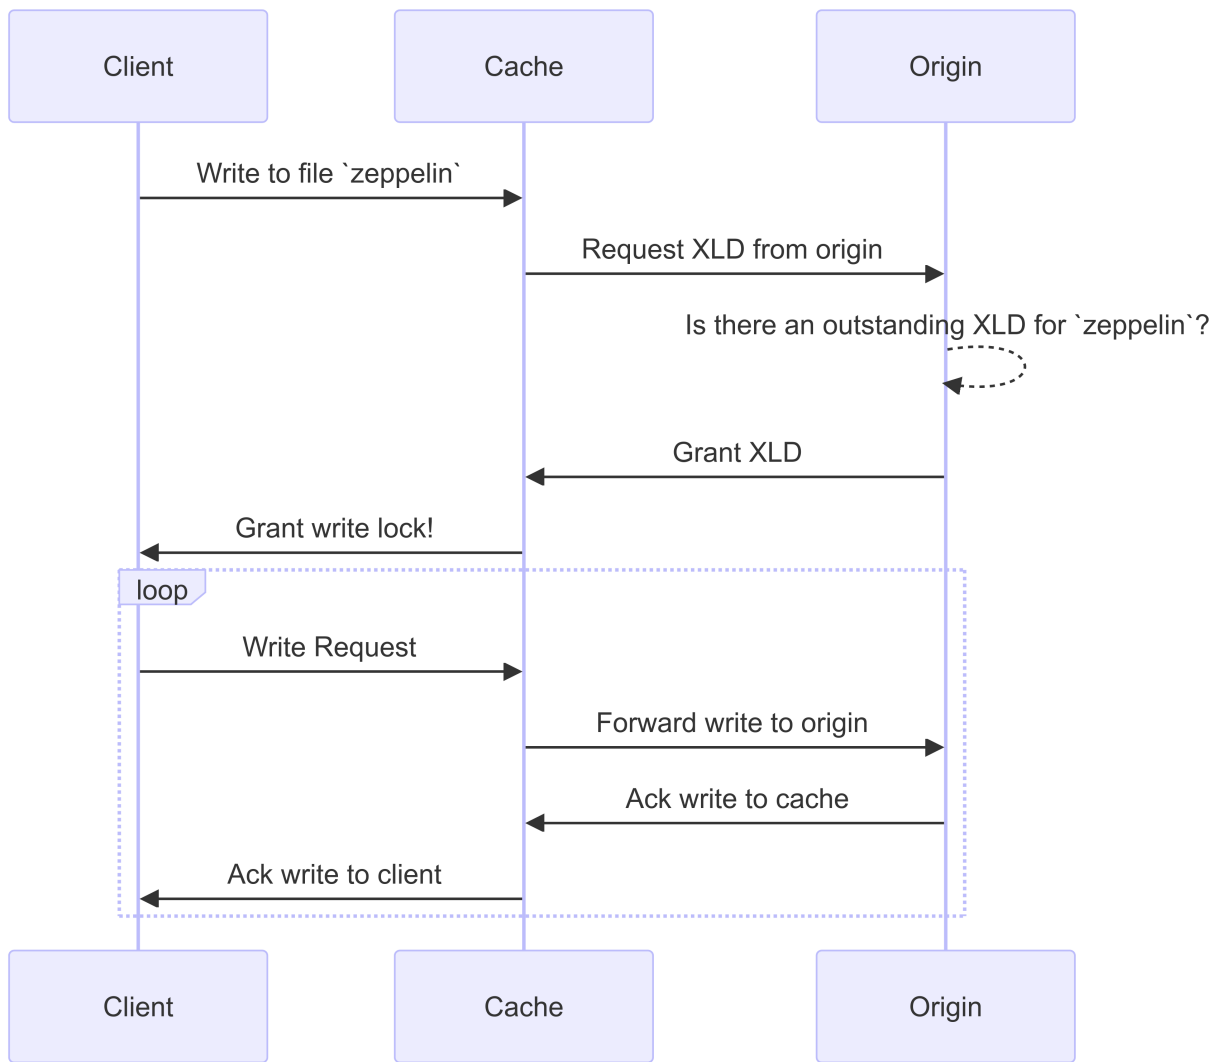 Client
Cache
Origin
Write to file `zeppelin`
Request XLD from origin
Is there an outstanding XLD for `zeppelin`?
Grant XLD
Grant write lock!
loop
Write Request
Forward write to origin
Ack write to cache
Ack write to client
Client
Cache
Origin